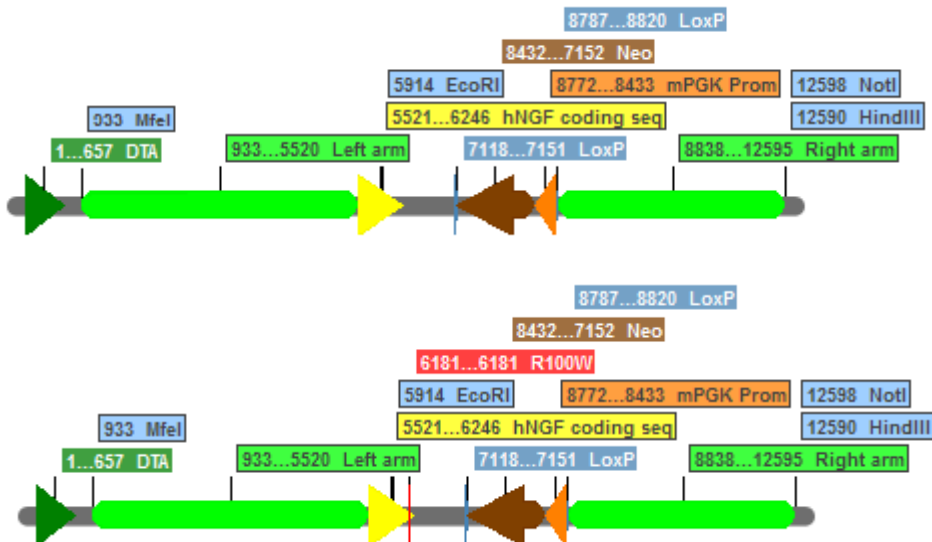 8787...8820 LoxP
8432...7152 Neo
5914 EcoRI 8772...8433 mPGK Prom 12598 NotI
933 MfeI 5521...6246 hNGF coding seq 12590 HindIII
1...657 DTA 933...5520 Left arm 7118...7151 LoxP 8838...12595 Right arm
8787...8820 LoxP
8432...7152 Neo
6181...6181 R100W
5914 EcoRI 8772...8433 mPGK Prom 12598 NotI
933 MfeI 5521...6246 hNGF coding seq 12590 HindIII
1...657 DTA 933...5520 Left arm 7118...7151 LoxP 8838...12595 Right arm